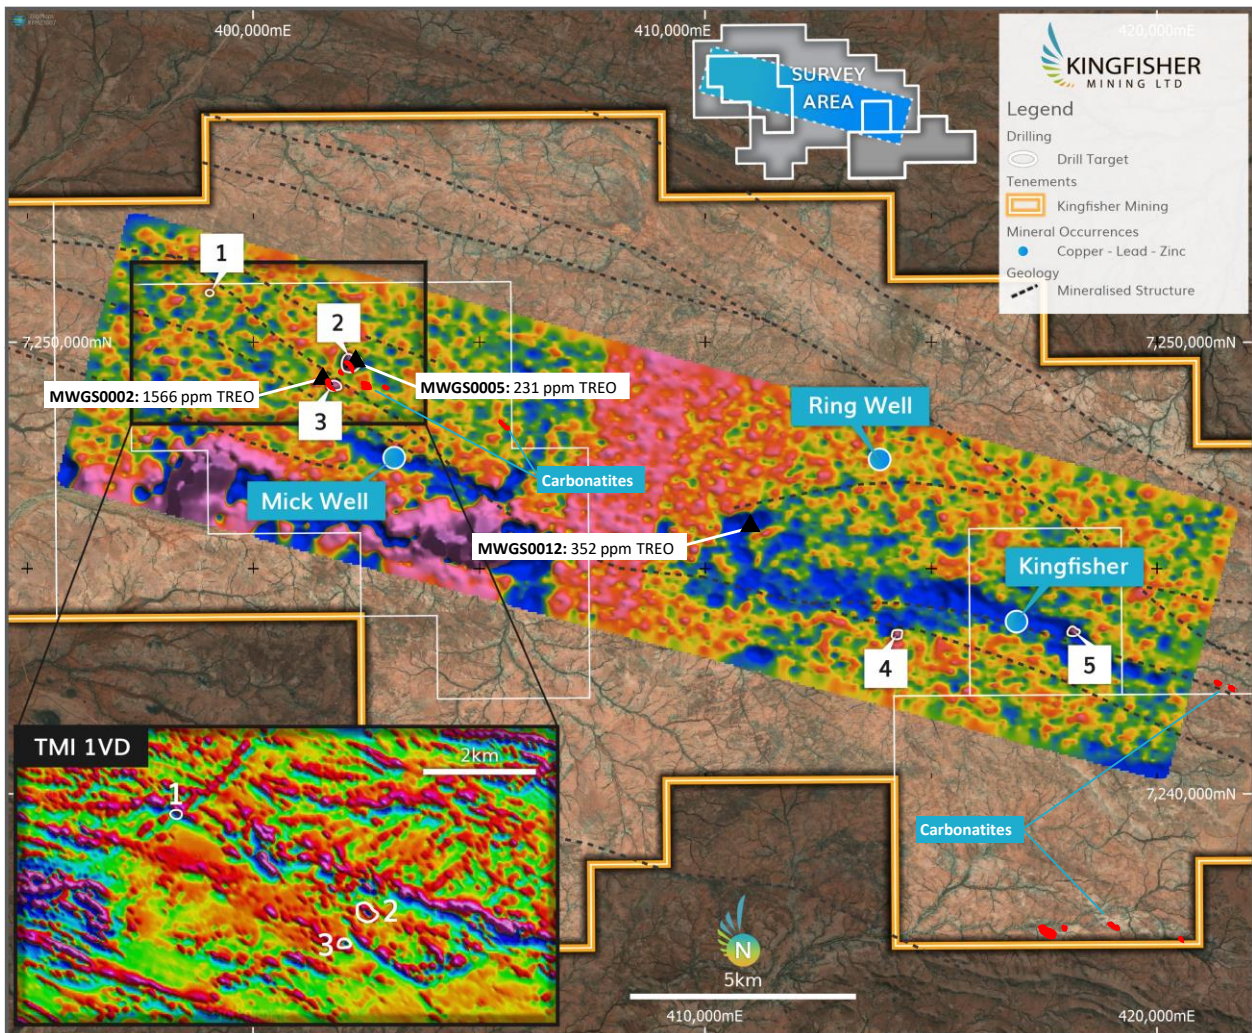 400,000mE
410,000mE
420,000mE
SURVEY
AREA
KINGFISHER
MINING LTD
Legend
Drilling
Drill Target
Tenements
Kingfisher Mining
Mineral Occurrences
Copper - Lead - Zinc
Geology
Mineralised Structure
1
2
7,250,000mN
7,250,000mN
MWGS0002: 1566 ppm TREO
MWGS0005: 231 ppm TREO
3
Ring Well
Carbonatites
Mick Well
MWGS0012: 352 ppm TREO
Kingfisher
4
5
TMI 1VD
2km
1
2
3
7,240,000mN
Carbonatites
N
5km
410,000mE
420,000mE